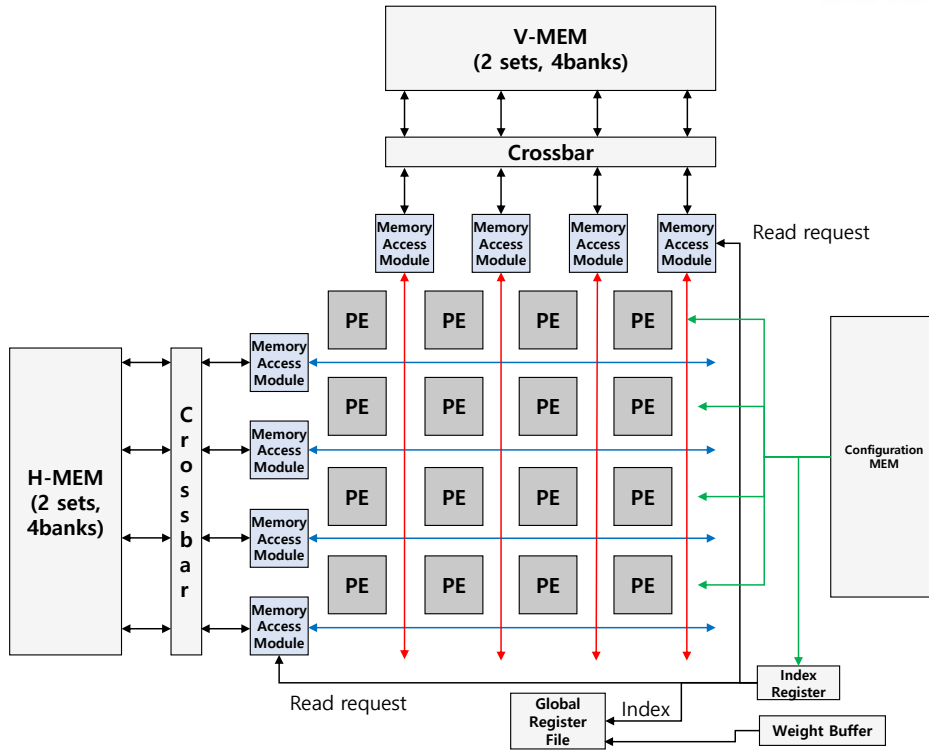 V-MEM
(2 sets, 4banks)
Crossbar
Memory
Access
Module
Memory
Access
Module
Memory
Access
Module
Memory
Access
Module
Read request
PE
PE
PE
PE
H-MEM
(2 sets,
4banks)
C
r
o
s
s
b
a
r
Memory
Access
Module
PE
PE
PE
PE
Memory
Access
Module
Configuration
MEM
PE
PE
PE
PE
Memory
Access
Module
PE
PE
PE
PE
Memory
Access
Module
Read request
Index
Register
Global
Register
File
Index
Weight Buffer